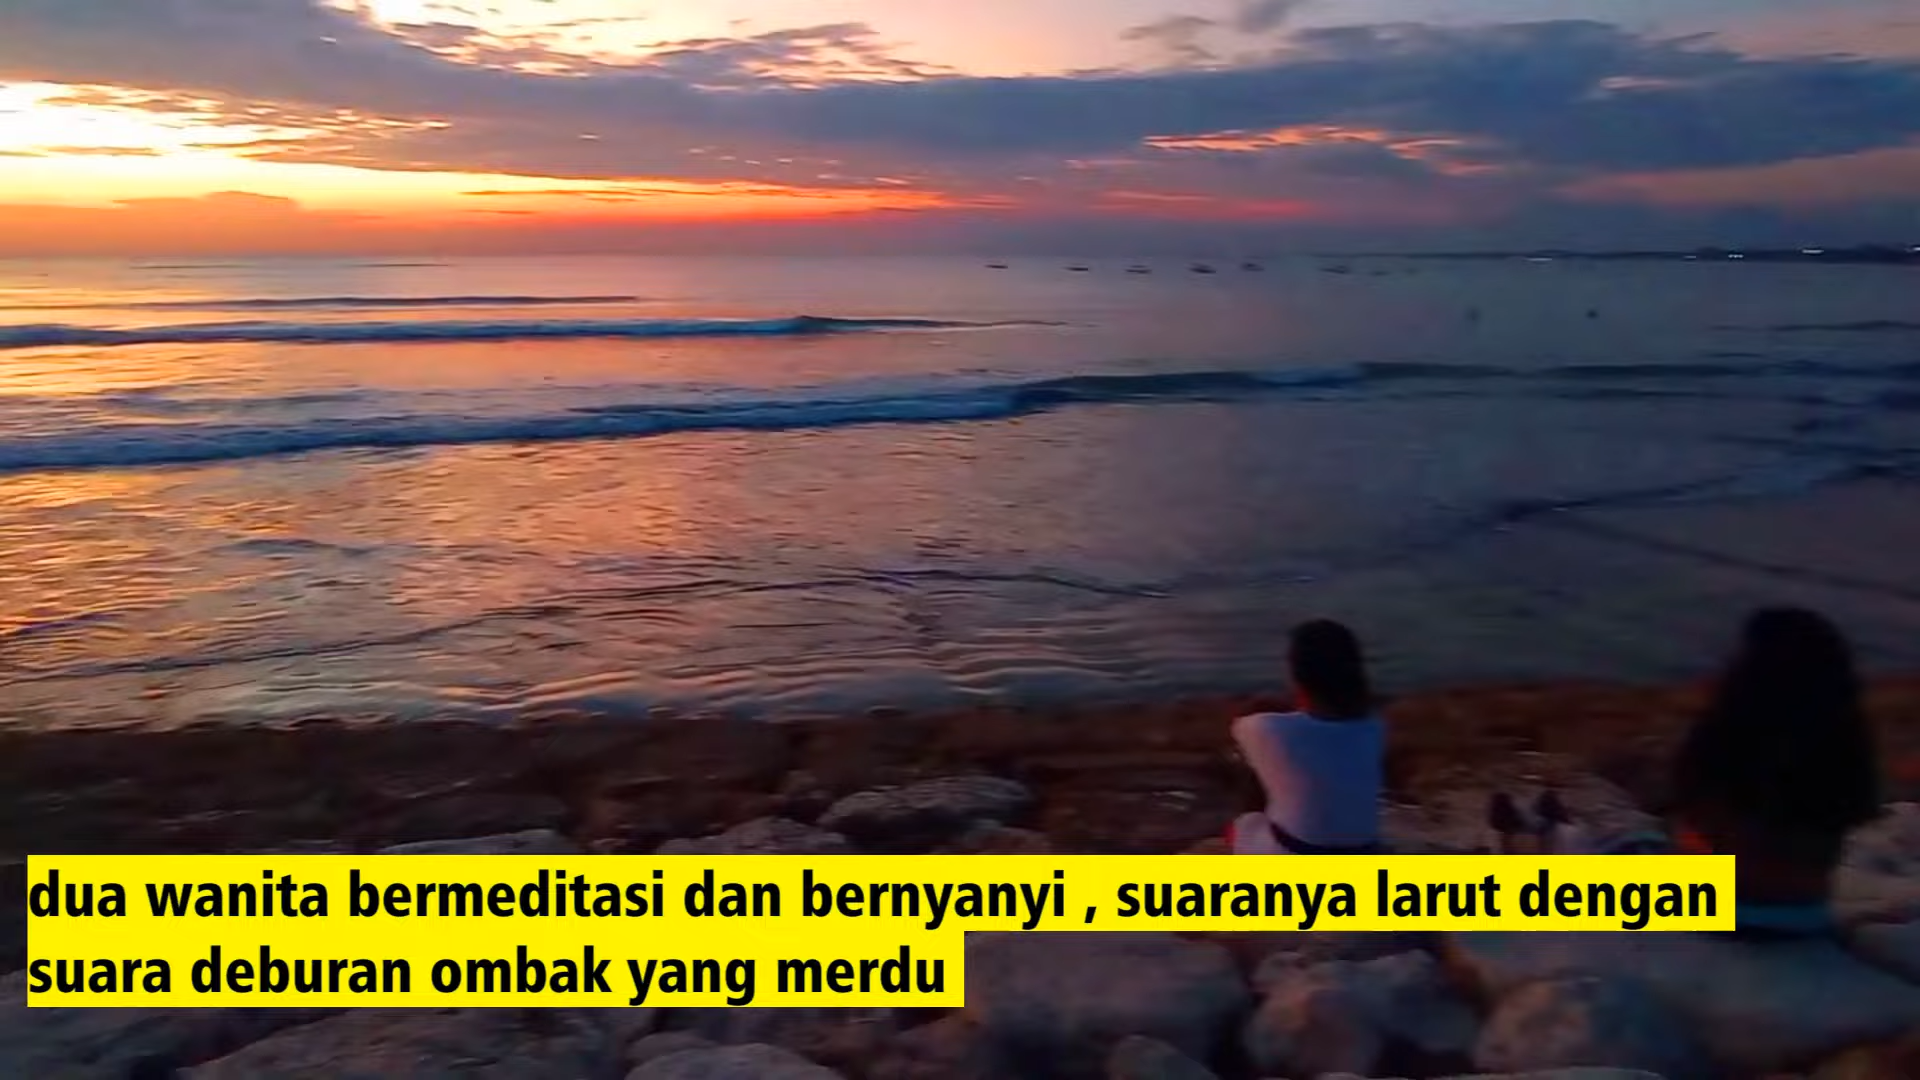 dua wanita bermeditasi dan bernyanyi , suaranya larut dengan
suara deburan ombak yang merdu